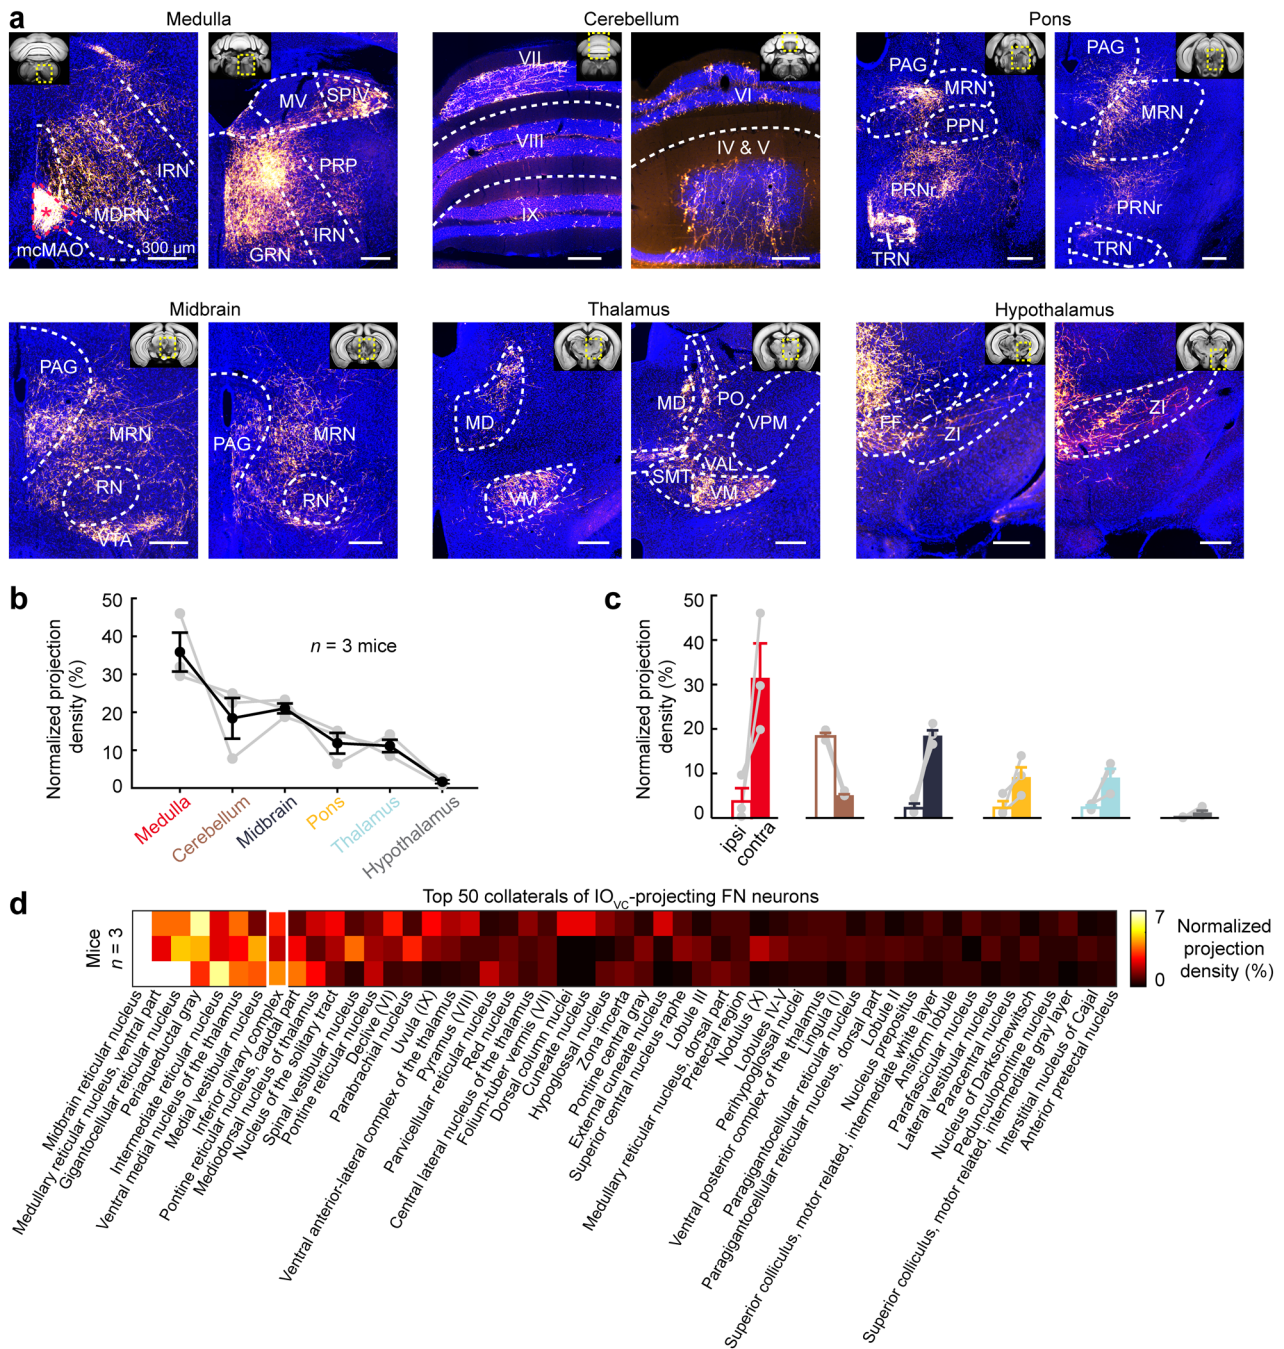 a
Medulla
Cerebellum
Pons
IRN
MDRN
mcMAO
300 µm
*
MV
SPIV
PRP
IRN
GRN
VII
VIII
IX
VI
IV & V
PAG
MRN
PPN
PRNr
TRN
PAG
MRN
PRNr
TRN
Midbrain
Thalamus
Hypothalamus
PAG
MRN
RN
VTA
PAG
MRN
RN
MD
VM
MD
PO
VPM
VAL
SMT
VM
FF
ZI
ZI
b
Normalized projection
density (%)
50
40
30
20
10
0
n = 3 mice
Medulla
Cerebellum
Midbrain
Pons
Thalamus
Hypothalamus
c
Normalized projection
density (%)
50
40
30
20
10
0
ipsi
contra
d
Top 50 collaterals of IOVC-projecting FN neurons
Mice
n = 3
7
0
Normalized
projection
density (%)
Midbrain reticular nucleus
Medullary reticular nucleus, ventral part
Gigantocellular reticular nucleus
Periaqueductal gray
Intermediate reticular nucleus
Ventral medial nucleus of the thalamus
Medial vestibular nucleus
Inferior olivary complex
Pontine reticular nucleus, caudal part
Mediodorsal nucleus of thalamus
Nucleus of the solitary tract
Spinal vestibular nucleus
Pontine reticular nucleus
Declive (VI)
Parabrachial nucleus
Uvula (IX)
Ventral anterior-lateral complex of the thalamus
Pyramus (VIII)
Parvicellular reticular nucleus
Red nucleus
Central lateral nucleus of the thalamus
Folium-tuber vermis (VII)
Dorsal column nuclei
Cuneate nucleus
Hypoglossal nucleus
Zona incerta
Pontine central gray
External cuneate nucleus
Superior central nucleus raphe
Lobule III
Medullary reticular nucleus, dorsal part
Pretectal region
Nodulus (X)
Lobules IV-V
Perihypoglossal nuclei
Ventral posterior complex of the thalamus
Lingula (I)
Paragigantocellular reticular nucleus
Paragigantocellular reticular nucleus, dorsal part
Lobule II
Nucleus prepositus
Superior colliculus, motor related, intermediate white layer
Ansiform lobule
Parafascicular nucleus
Lateral vestibular nucleus
Paracentral nucleus
Nucleus of Darkschewitsch
Pedunculopontine nucleus
Superior colliculus, motor related, intermediate gray layer
Interstitial nucleus of Cajal
Anterior pretectal nucleus